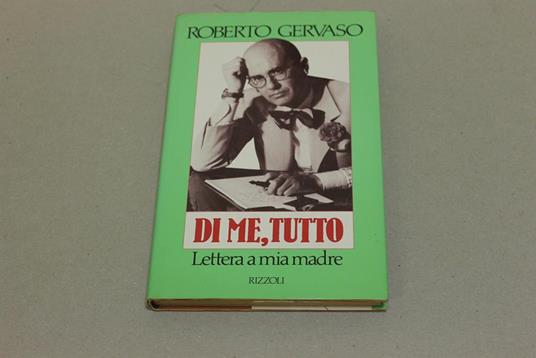 ROBERTO GERVASO
DI ME, TUTTO
Lettera a mia madre
RIZZOLI